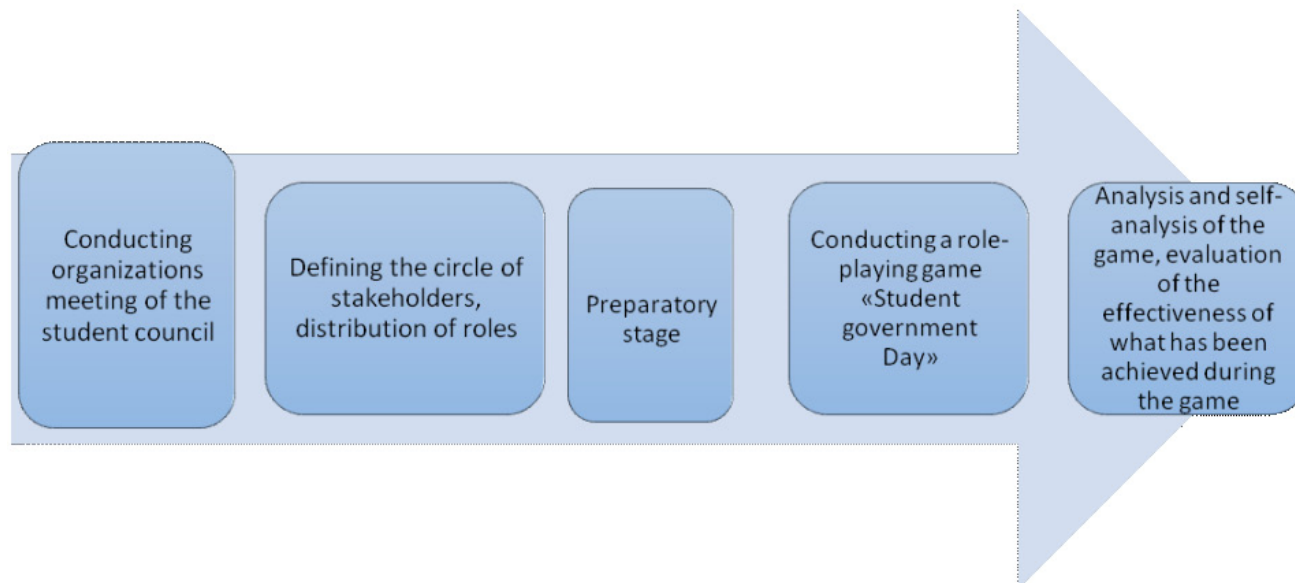 Conducting
organizations
meeting of the
student council
Defining the circle of
stakeholders,
distribution of roles
Preparatory
stage
Conducting a role-
playing game
«Student
government
Day»
Analysis and self-
analysis of the
game, evaluation
of the
effectiveness of
what has been
achieved during
the game